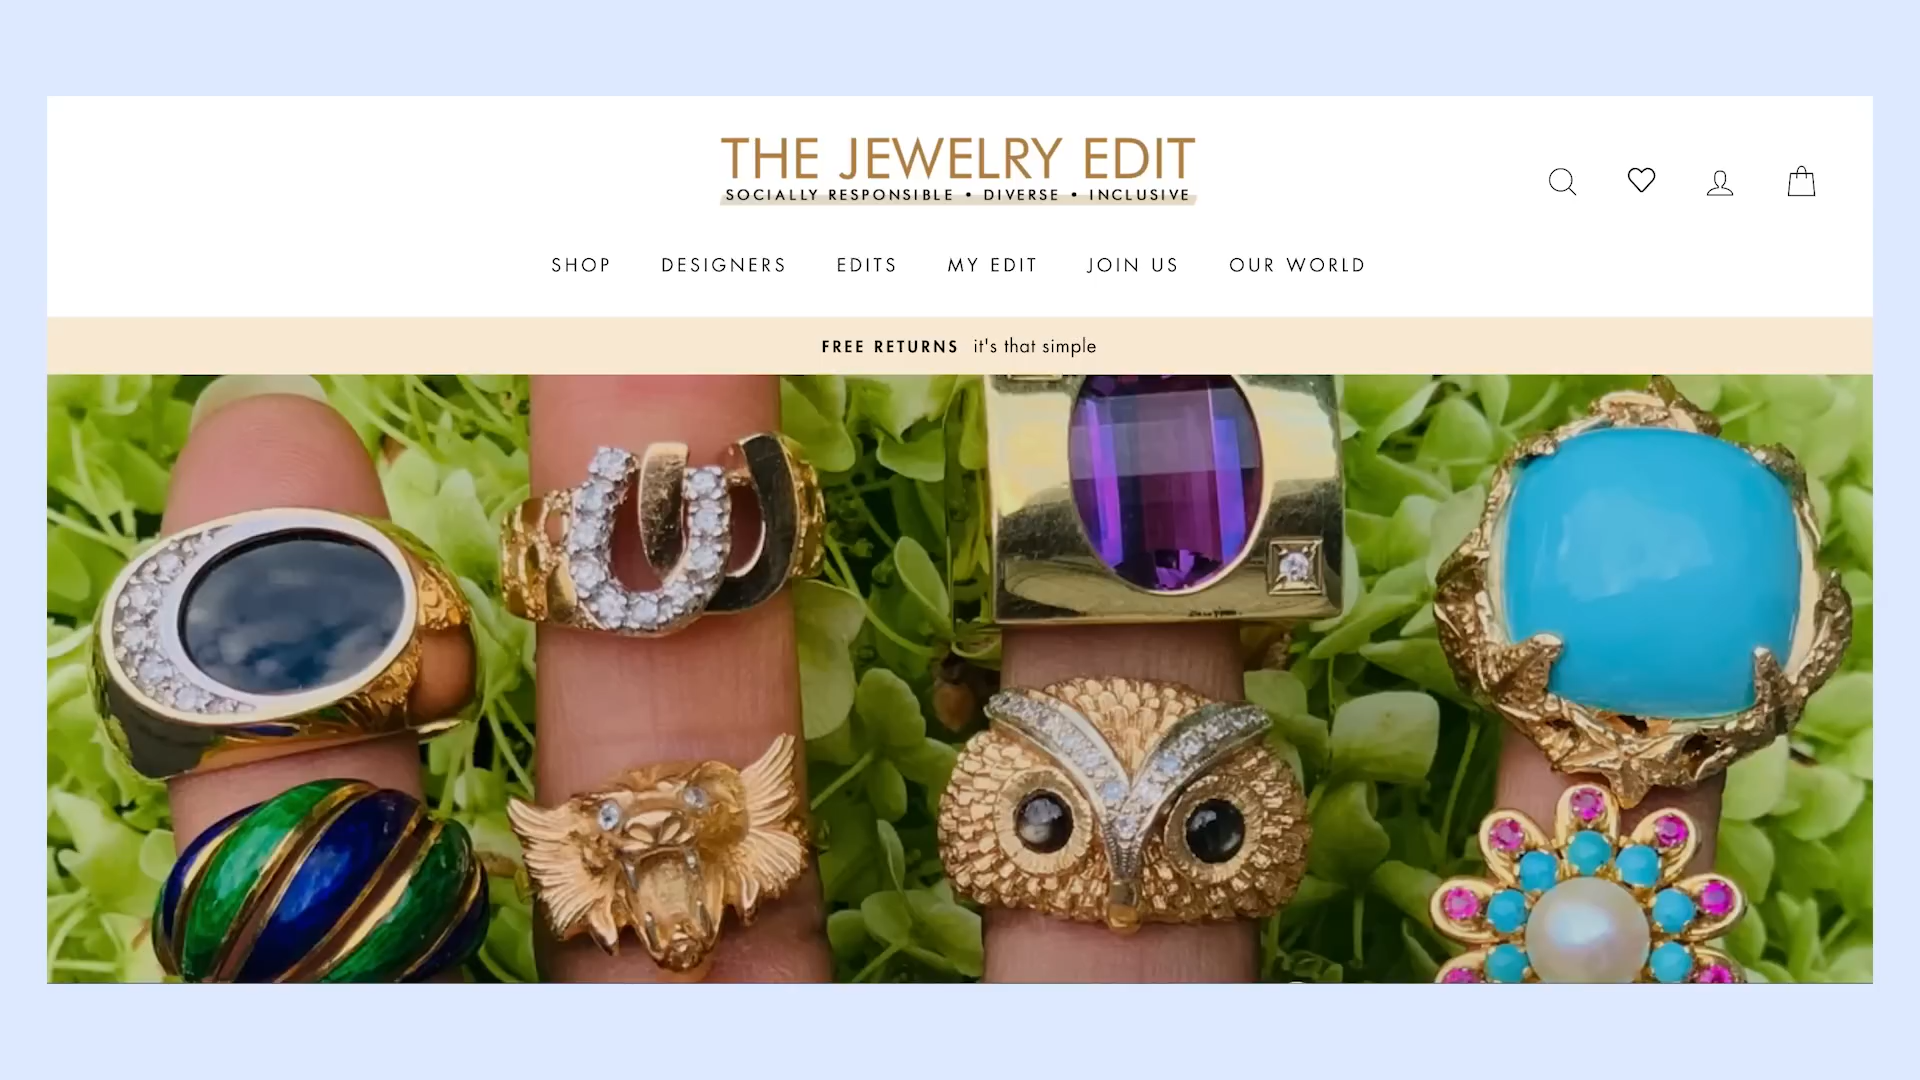 THE JEWELRY EDIT
SOCIALLY RESPONSIBLE • DIVERSE • INCLUSIVE
SHOP DESIGNERS EDITS MY EDIT JOIN US OUR WORLD
FREE RETURNS it's that simple